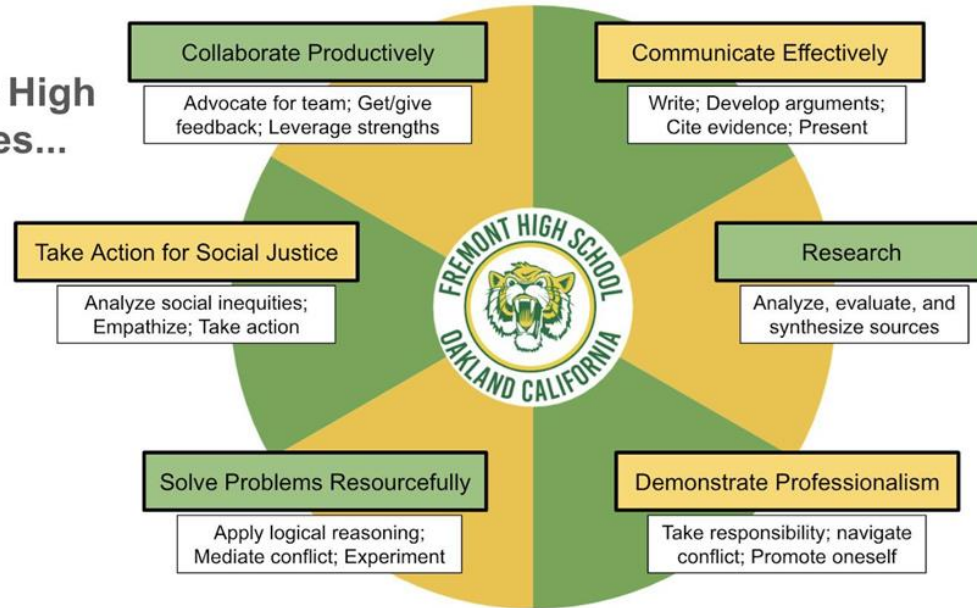 High
es...
Collaborate Productively
Advocate for team; Get/give
feedback; Leverage strengths
Communicate Effectively
Write; Develop arguments;
Cite evidence; Present
Take Action for Social Justice
Analyze social inequities;
Empathize; Take action
FREMONT HIGH SCHOOL
OAKLAND CALIFORNIA
Research
Analyze, evaluate, and
synthesize sources
Solve Problems Resourcefully
Apply logical reasoning;
Mediate conflict; Experiment
Demonstrate Professionalism
Take responsibility; navigate
conflict; Promote oneself